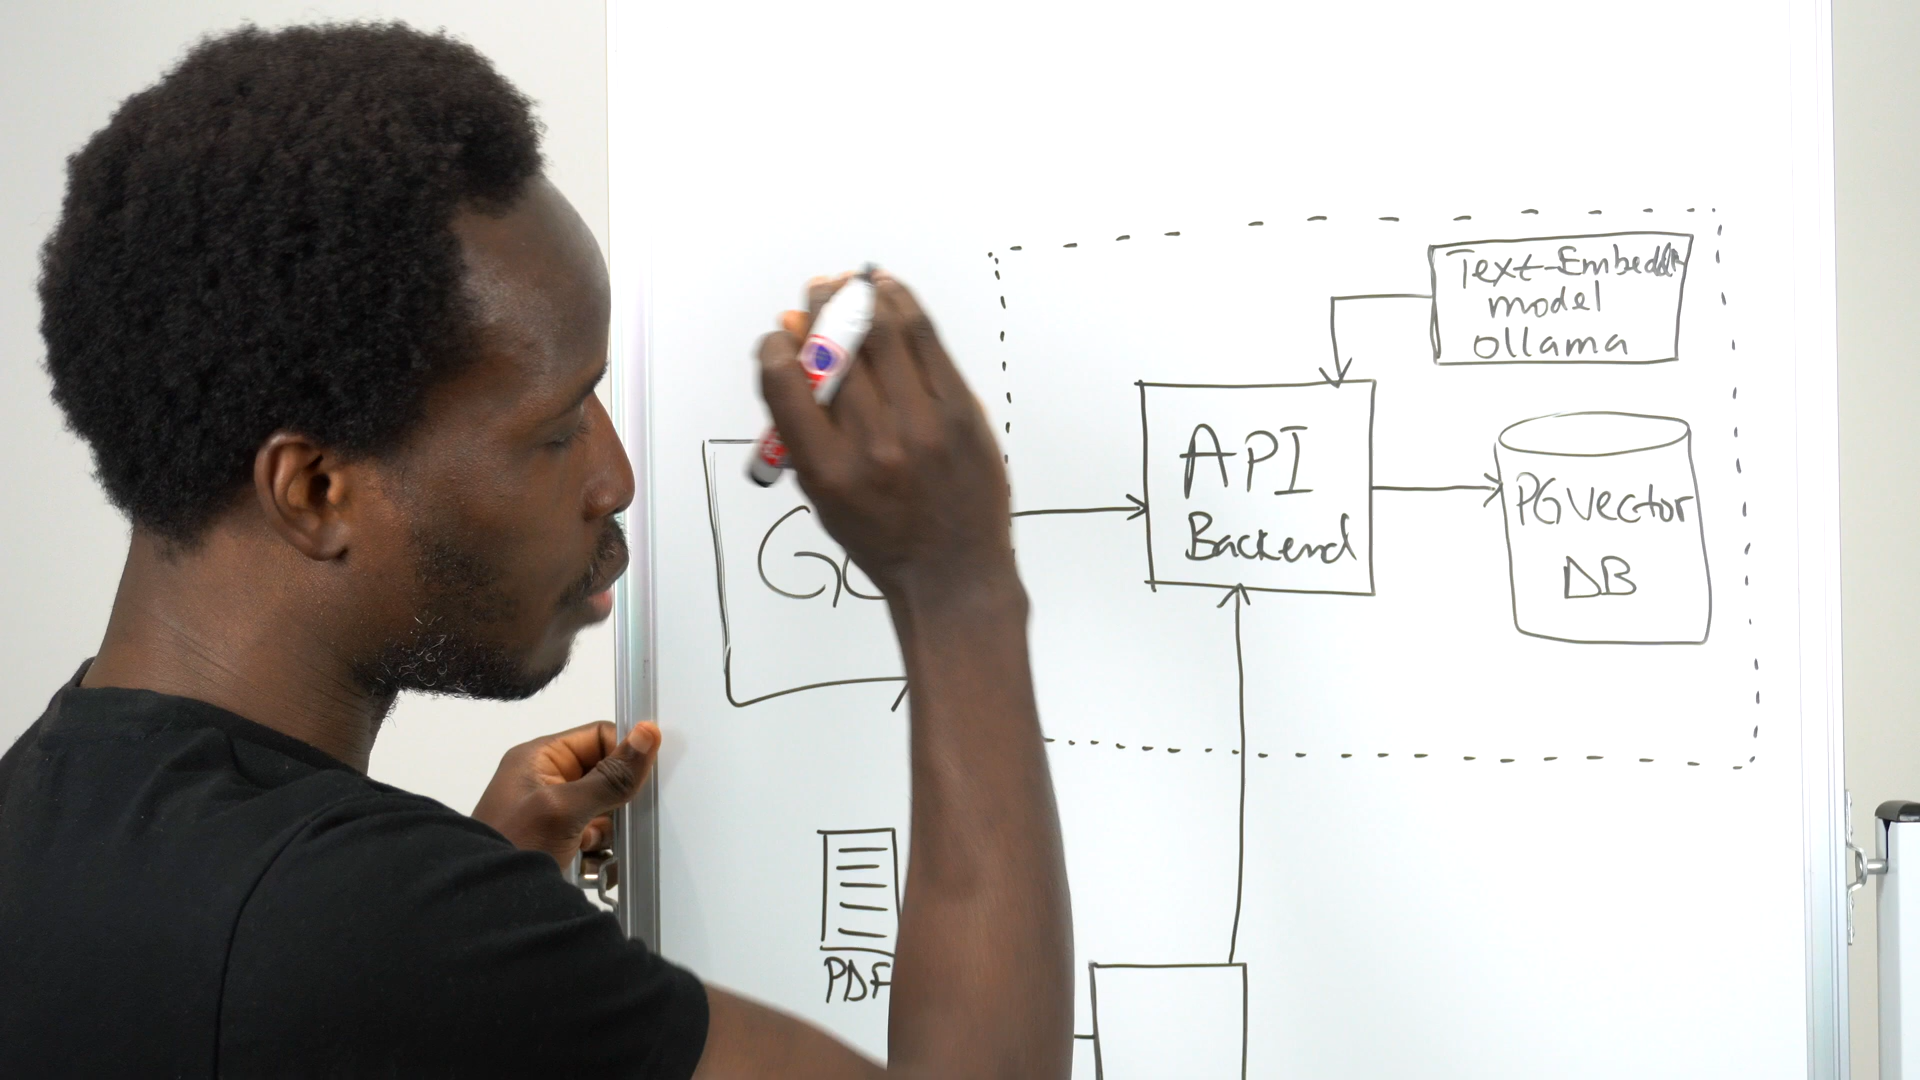 Text-Embedd
model
ollama
API
Backend
PGVector
DB
PDF